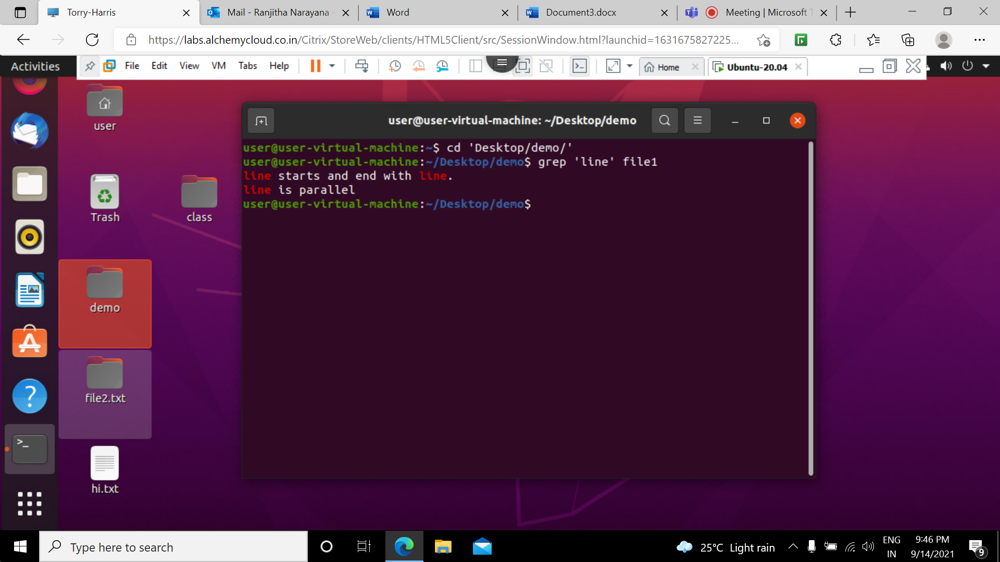 Torry-Harris
Mail - Ranjitha Narayana -
Word
Document3.docx
Meeting | Microsoft T
https://labs.alchemycloud.co.in/Citrix/StoreWeb/clients/HTML5Client/src/SessionWindow.html?launchid=1631675827225...
Activities
File Edit View VM Tabs Help
Home
Ubuntu-20.04
user
Trash
class
demo
file2.txt
hi.txt
user@user-virtual-machine: ~/Desktop/demo
user@user-virtual-machine:~$ cd 'Desktop/demo/'
user@user-virtual-machine:~/Desktop/demo$ grep 'line' file1
line starts and end with line.
line is parallel
user@user-virtual-machine:~/Desktop/demo$
Type here to search
25°C Light rain
ENG
IN
9:46 PM
9/14/2021
9